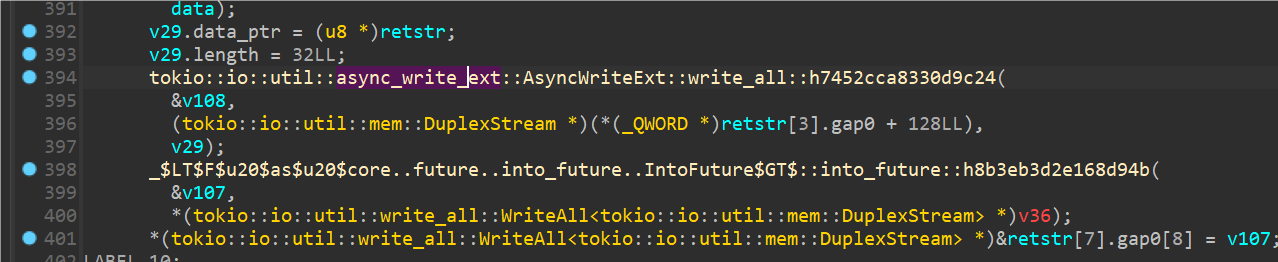 391 data);
392 v29.data_ptr = (u8 *)retstr;
393 v29.length = 32LL;
394 tokio::io::util::async_write_ext::AsyncWriteExt::write_all::h7452cca8330d9c24(
395 &v108,
396 (tokio::io::util::mem::DuplexStream *)(*(_QWORD *)retstr[3].gap0 + 128LL),
397 v29);
398 _$LT$F$u20$as$u20$core..future..into_future..IntoFuture$GT$::into_future::h8b3eb3d2e168d94b(
399 &v107,
400 *(tokio::io::util::write_all::WriteAll<tokio::io::util::mem::DuplexStream> *)v36);
401 *(tokio::io::util::write_all::WriteAll<tokio::io::util::mem::DuplexStream> *)&retstr[7].gap0[8] = v107;
402 LABEL_10: